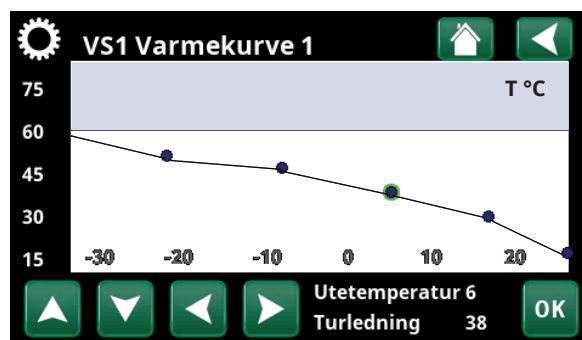 VS1 Varmekurve 1
T °C
75
60
45
30
15
-30 -20 -10 0 10 20
Utetemperatur 6
Turledning 38
OK